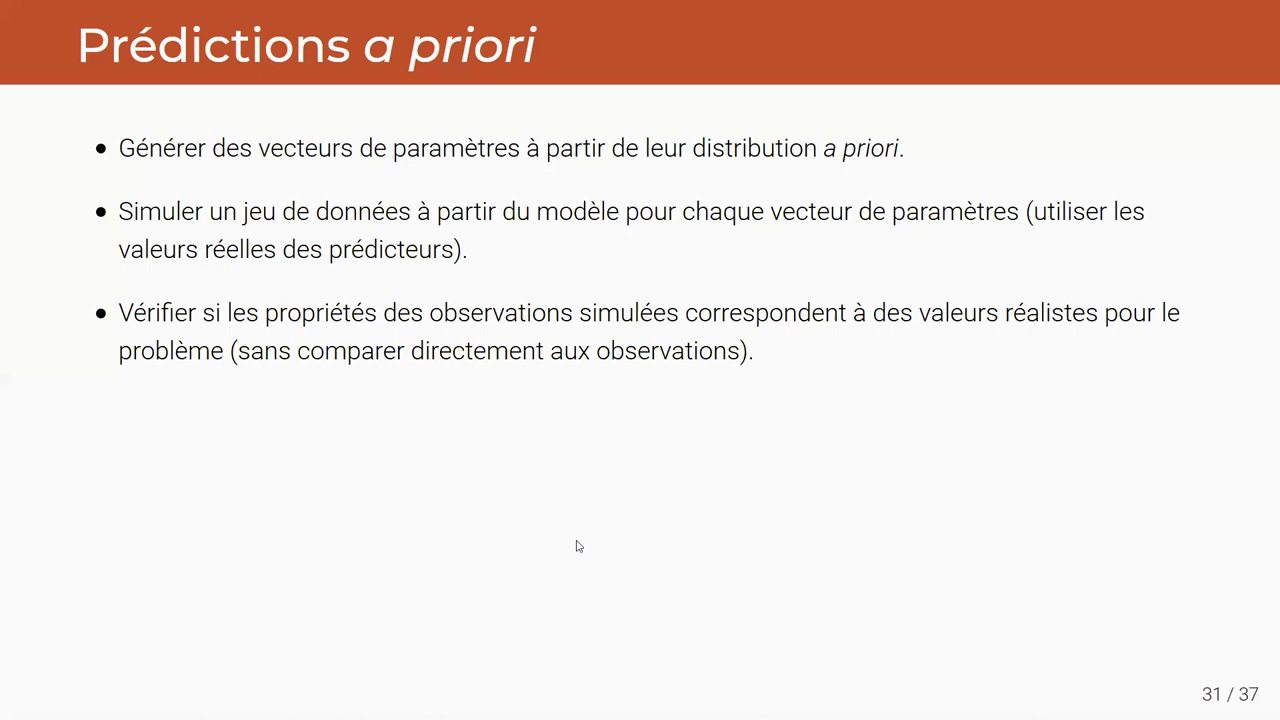 Prédictions a priori
• Générer des vecteurs de paramètres à partir de leur distribution a priori.
• Simuler un jeu de données à partir du modèle pour chaque vecteur de paramètres (utiliser les
valeurs réelles des prédicteurs).
• Vérifier si les propriétés des observations simulées correspondent à des valeurs réalistes pour le
problème (sans comparer directement aux observations).
31 / 37